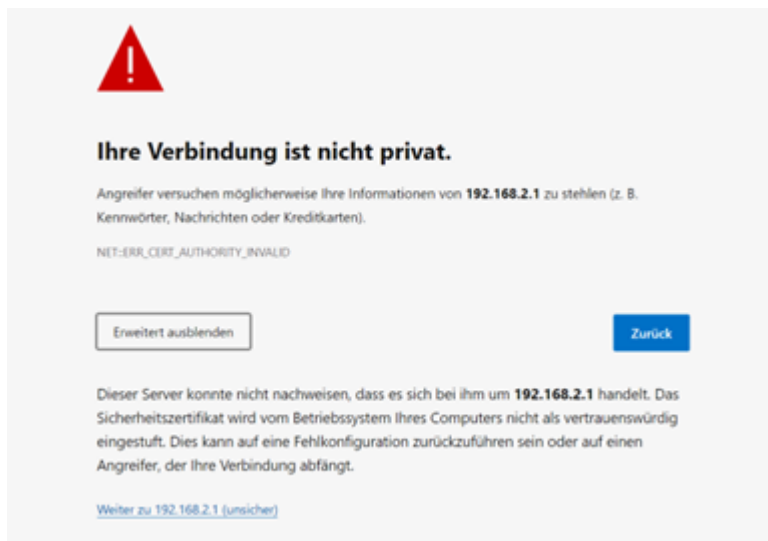 Ihre Verbindung ist nicht privat.
Angreifer versuchen möglicherweise Ihre Informationen von 192.168.2.1 zu stehlen (z. B.
Kennwörter, Nachrichten oder Kreditkarten).
NET::ERR_CERT_AUTHORITY_INVALID
Erweitert ausblenden
Zurück
Dieser Server konnte nicht nachweisen, dass es sich bei ihm um 192.168.2.1 handelt. Das
Sicherheitszertifikat wird vom Betriebssystem Ihres Computers nicht als vertrauenswürdig
eingestuft. Dies kann auf eine Fehlkonfiguration zurückzuführen sein oder auf einen
Angreifer, der Ihre Verbindung abfängt.
Weiter zu 192.168.2.1 (unsicher)